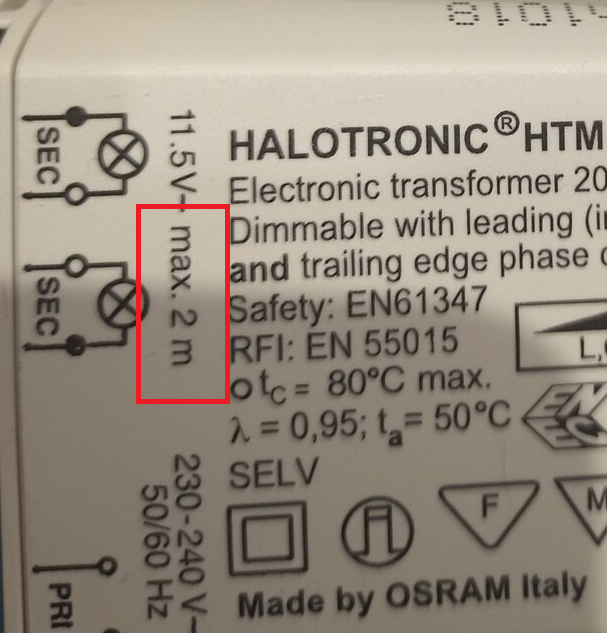 SEC
SEC
11.5V~ max. 2 m
230-240 V~
50/60 Hz
PRI
HALOTRONIC® HTM
Electronic transformer 20
Dimmable with leading (in
and trailing edge phase c
Safety: EN61347
RFI: EN 55015
tc = 80°C max.
λ = 0,95; ta = 50°C
SELV
F
M
Made by OSRAM Italy